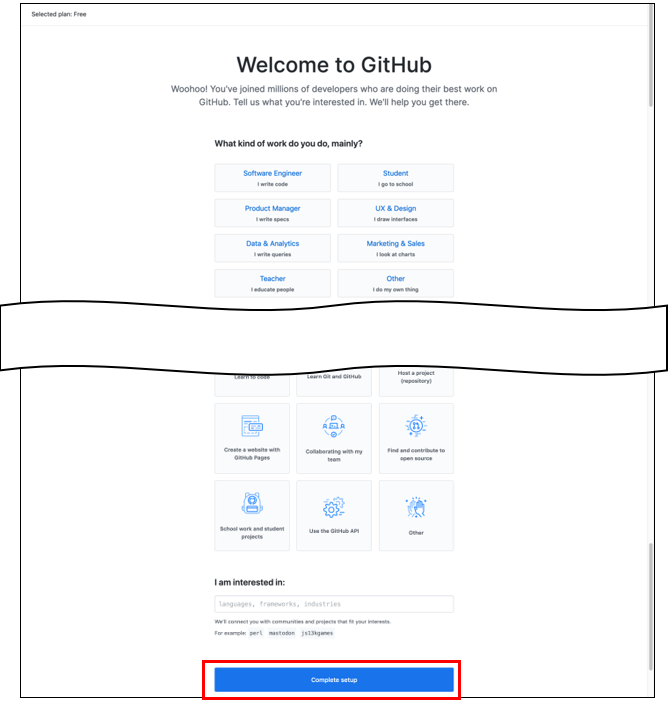 Selected plan: Free
Welcome to GitHub
Woohoo! You've joined millions of developers who are doing their best work on
GitHub. Tell us what you're interested in. We'll help you get there.
What kind of work do you do, mainly?
Software Engineer
I write code
Student
I go to school
Product Manager
I write specs
UX & Design
I draw interfaces
Data & Analytics
I write queries
Marketing & Sales
I look at charts
Teacher
I educate people
Other
I do my own thing
Learn to code
Learn Git and GitHub
Host a project
(repository)
Create a website with
GitHub Pages
Collaborating with my
team
Find and contribute to
open source
School work and student
projects
Use the GitHub API
Other
I am interested in:
languages, frameworks, industries
We'll connect you with communities and projects that fit your interests.
For example: perl mastodon js13kgames
Complete setup